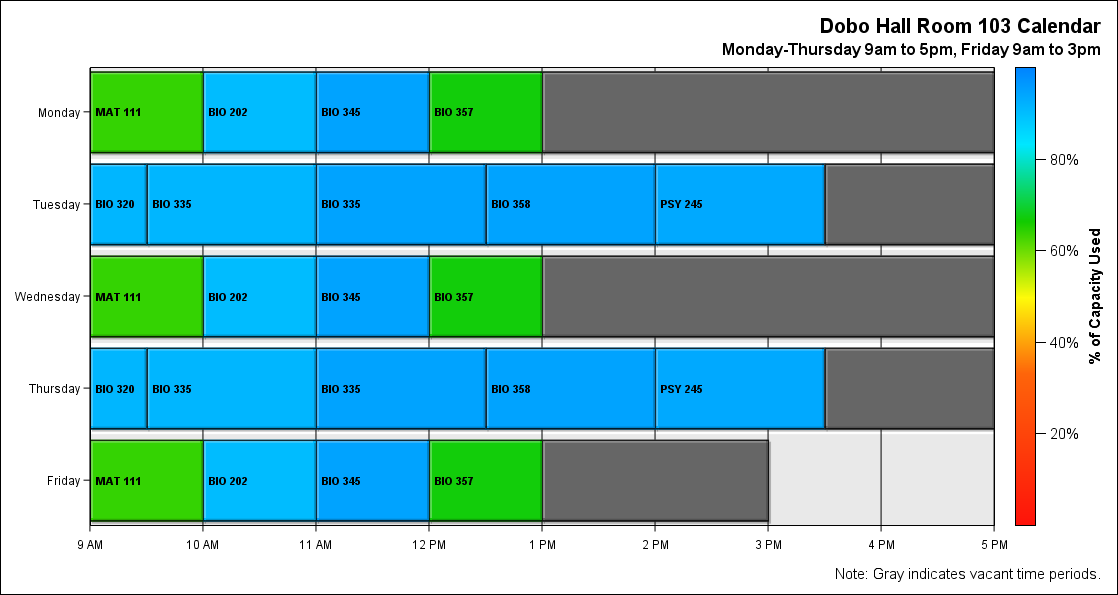 Dobo Hall Room 103 Calendar
Monday-Thursday 9am to 5pm, Friday 9am to 3pm
Monday
MAT 111
BIO 202
BIO 345
BIO 357
Tuesday
BIO 320
BIO 335
BIO 335
BIO 358
PSY 245
Wednesday
MAT 111
BIO 202
BIO 345
BIO 357
Thursday
BIO 320
BIO 335
BIO 335
BIO 358
PSY 245
Friday
MAT 111
BIO 202
BIO 345
BIO 357
9 AM
10 AM
11 AM
12 PM
1 PM
2 PM
3 PM
4 PM
5 PM
80%
60%
40%
20%
% of Capacity Used
Note: Gray indicates vacant time periods.